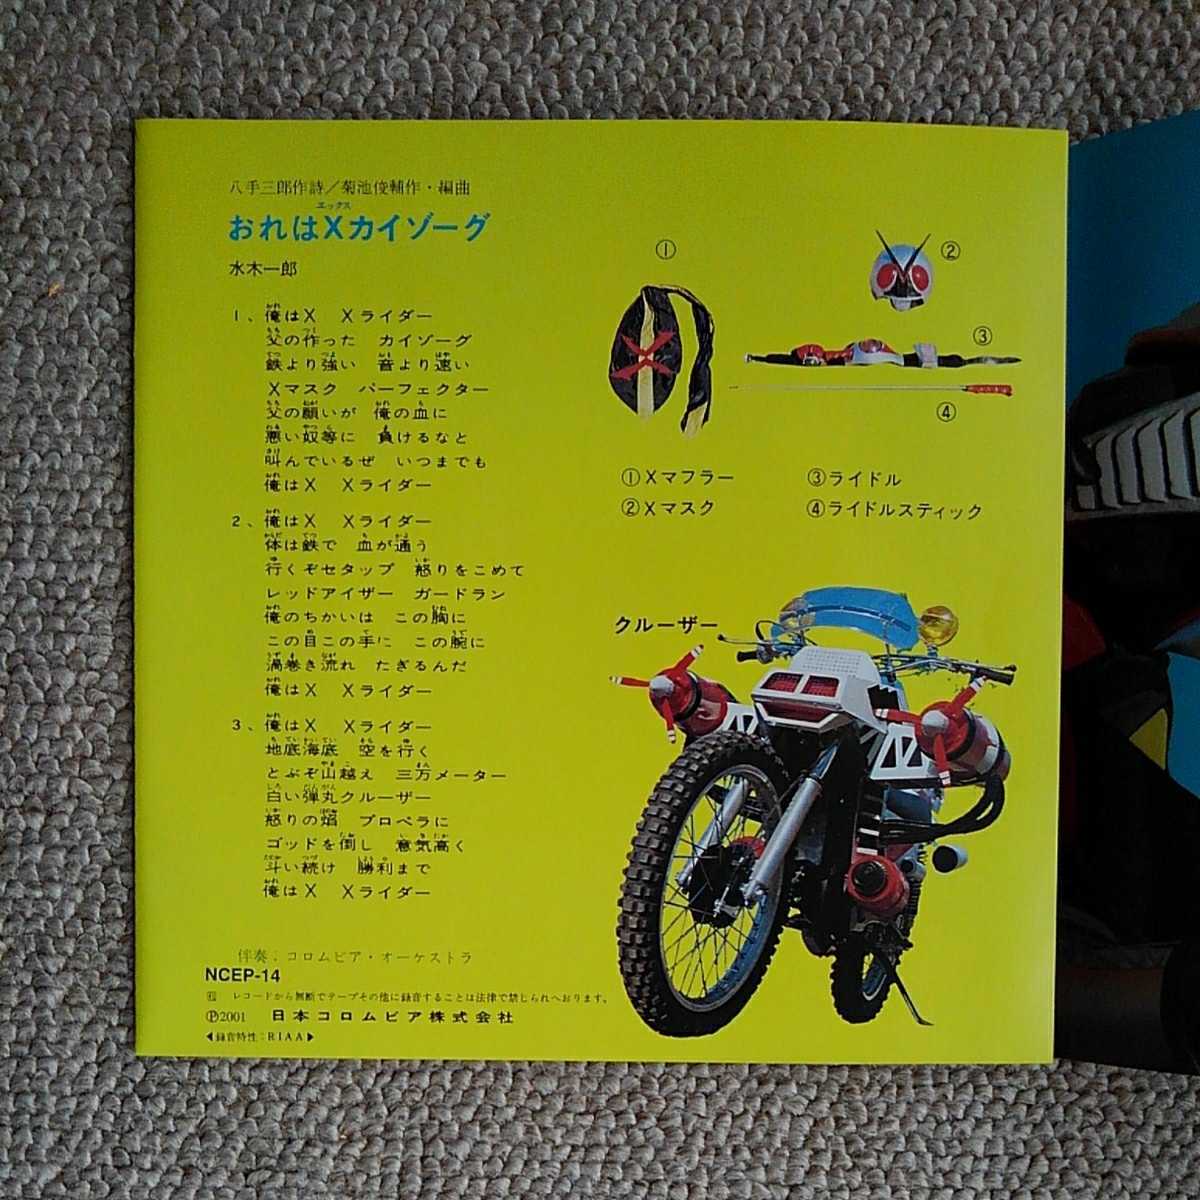 八手三郎作詩／菊池俊輔作・編曲
エックス
おれはXカイゾーグ
水木一郎
1、俺はX Xライダー
父の作った カイゾーグ
鉄より強い 音より速い
Xマスク パーフェクター
父の願いが 俺の血に
悪い奴等に 負けるなと
叫んでいるぜ いつまでも
俺はX Xライダー
2、俺はX Xライダー
体は鉄で 血が通う
行くぞセタップ 怒りをこめて
レッドアイザー ガードラン
俺のちかいは この胸に
この目この手に この腕に
渦巻き流れ たぎるんだ
俺はX Xライダー
3、俺はX Xライダー
地底海底 空を行く
とぶぞ山越え 三万メーター
白い弾丸クルーザー
怒りの焰 プロペラに
ゴッドを倒し 意気高く
斗い続け 勝利まで
俺はX Xライダー
伴奏：コロムビア・オーケストラ
NCEP-14
レコードから無断でテープその他に録音することは法律で禁じられております。
Ⓟ2001 日本コロムビア株式会社
◀録音特性：RIAA▶
①
②
③
④
①Xマフラー ③ライドル
②Xマスク ④ライドルスティック
クルーザー